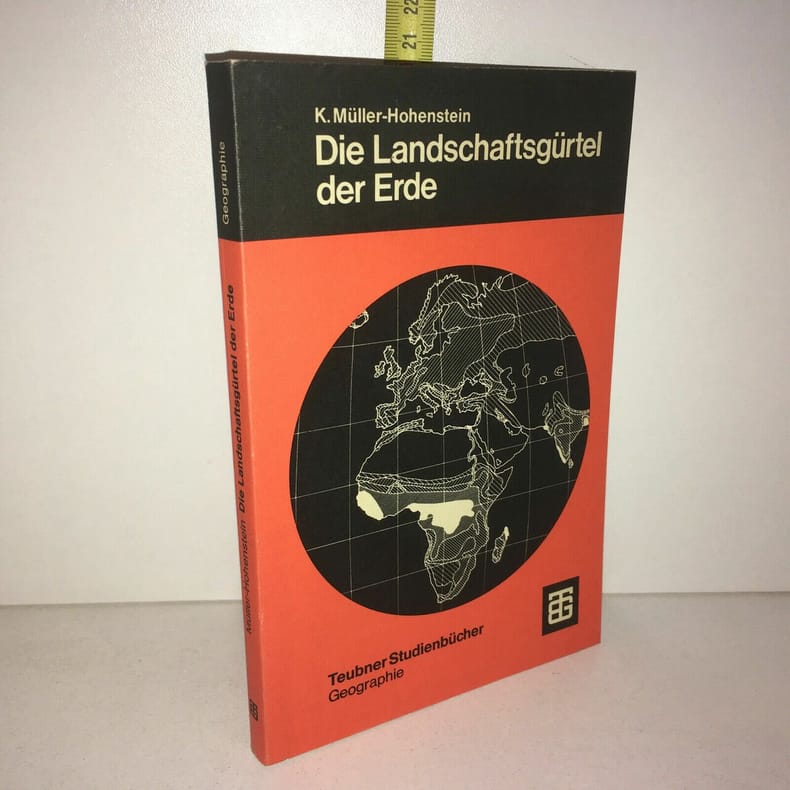 21 22
K. Müller-Hohenstein
Die Landschaftsgürtel
der Erde
Teubner Studienbücher
Geographie
Geographie
Müller-Hohenstein Die Landschaftsgürtel der Erde